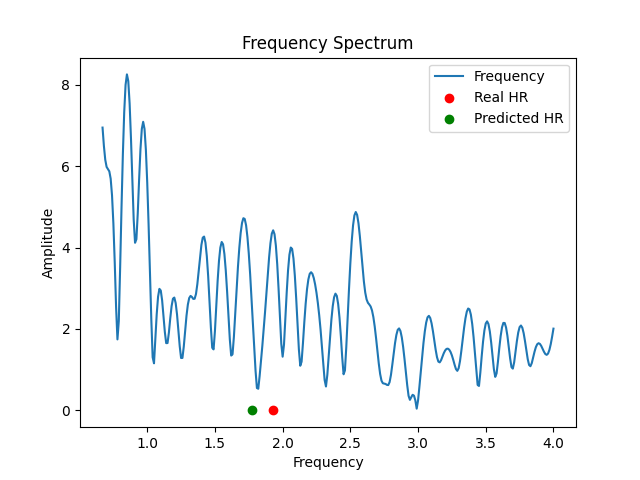 Frequency Spectrum
Frequency
Real HR
Predicted HR
Amplitude
8
6
4
2
0
1.0 1.5 2.0 2.5 3.0 3.5 4.0
Frequency